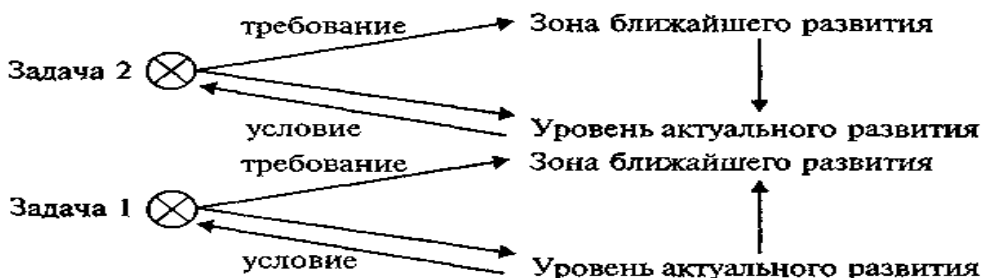 требование Зона ближайшего развития
Задача 2
условие Уровень актуального развития
требование Зона ближайшего развития
Задача 1
условие Уровень актуального развития